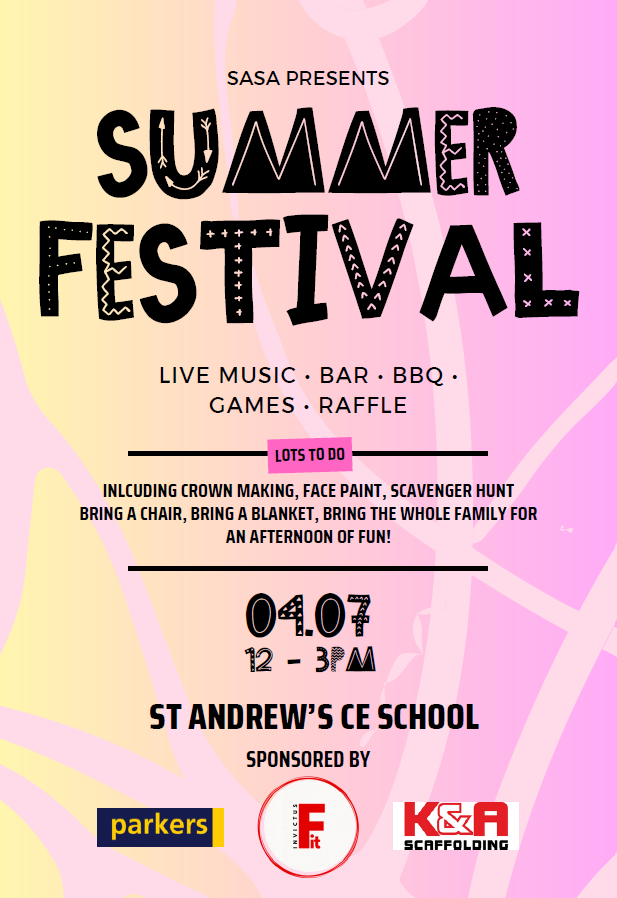 SASA PRESENTS
SUMMER
FESTIVAL
LIVE MUSIC • BAR • BBQ •
GAMES • RAFFLE
LOTS TO DO
INLCUDING CROWN MAKING, FACE PAINT, SCAVENGER HUNT
BRING A CHAIR, BRING A BLANKET, BRING THE WHOLE FAMILY FOR
AN AFTERNOON OF FUN!
04.07
12 - 3PM
ST ANDREW'S CE SCHOOL
SPONSORED BY
parkers
INVICTUS
Fit
K&A
SCAFFOLDING